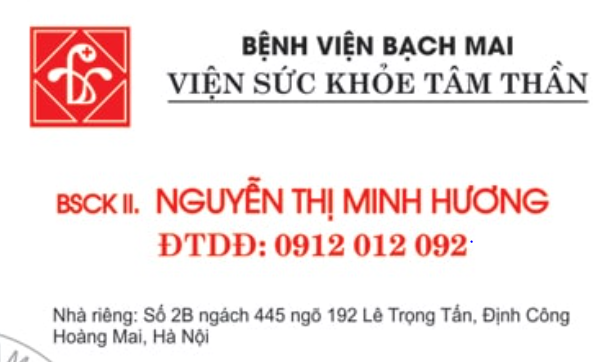 BỆNH VIỆN BẠCH MAI
VIỆN SỨC KHỎE TÂM THẦN
BSCK II. NGUYỄN THỊ MINH HƯƠNG
ĐTDĐ: 0912 012 092
Nhà riêng: Số 2B ngách 445 ngõ 192 Lê Trọng Tấn, Định Công
Hoàng Mai, Hà Nội